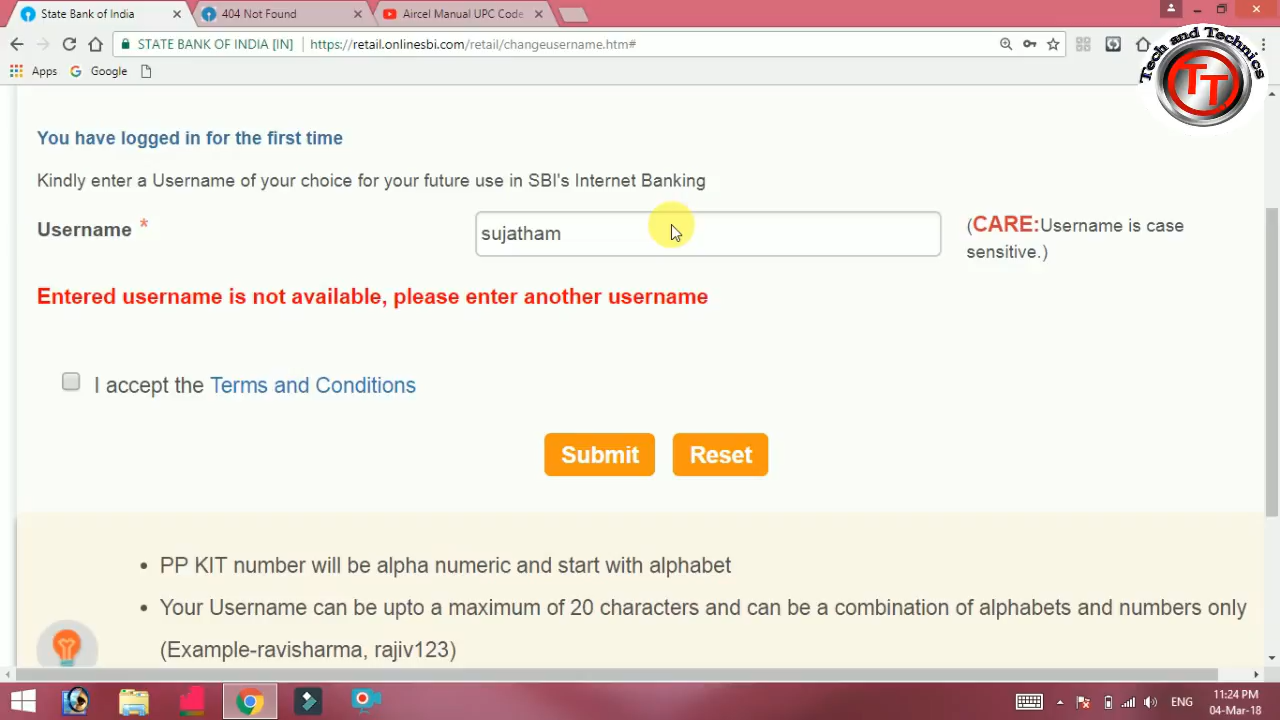 State Bank of India
404 Not Found
Aircel Manual UPC Code
STATE BANK OF INDIA [IN]
https://retail.onlinesbi.com/retail/changeusername.htm#
Apps
Google
Tech and Technics
TT
You have logged in for the first time
Kindly enter a Username of your choice for your future use in SBI's Internet Banking
Username *
sujatham
(CARE:Username is case
sensitive.)
Entered username is not available, please enter another username
I accept the Terms and Conditions
Submit
Reset
• PP KIT number will be alpha numeric and start with alphabet
• Your Username can be upto a maximum of 20 characters and can be a combination of alphabets and numbers only
(Example-ravisharma, rajiv123)
ENG
11:24 PM
04-Mar-18